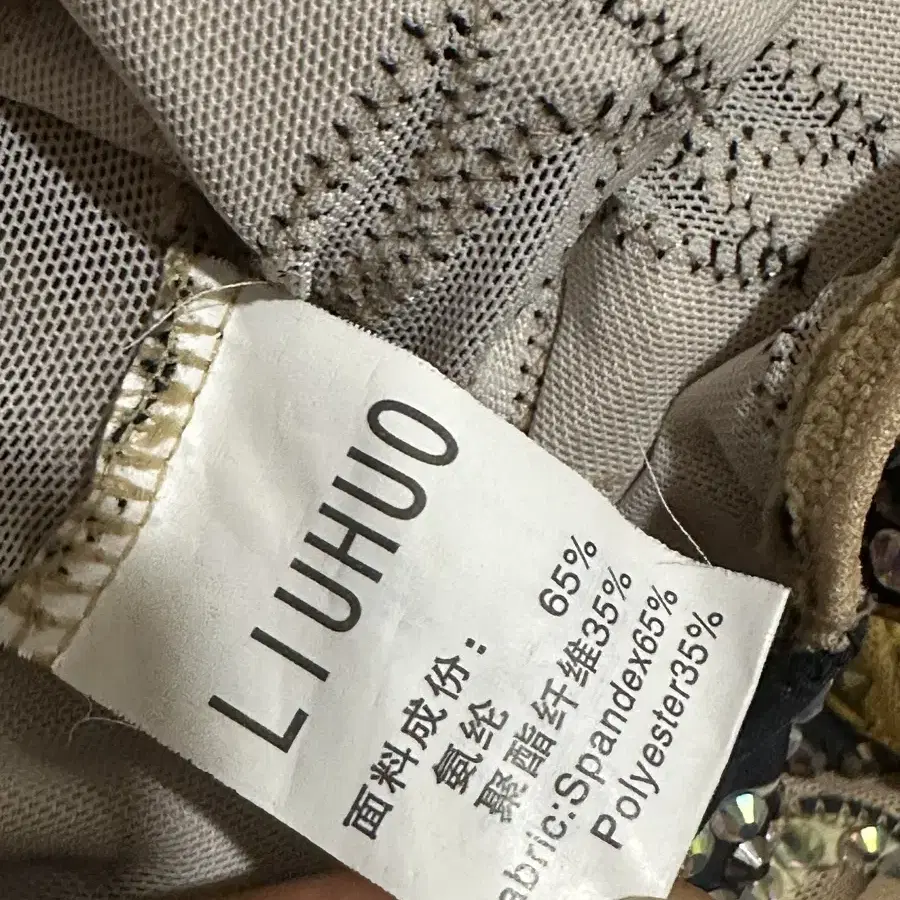 LIUHUO
面料成份：
氨纶 65%
聚酯纤维35%
abric:Spandex65%
Polyester35%